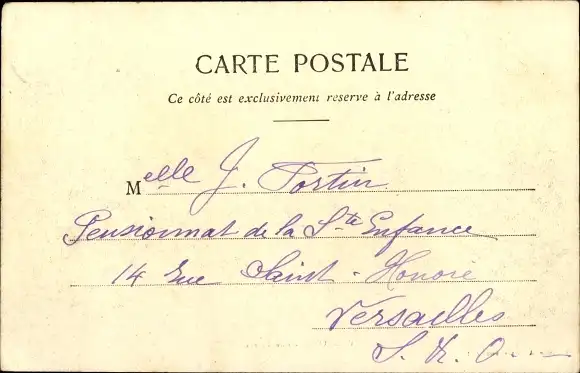 CARTE POSTALE
Ce côté est exclusivement reserve à l'adresse
Melle J. Tortin
Pensionnat de la Ste Enfance
14 Rue Saint-Honoré
Versailles
S. & O.